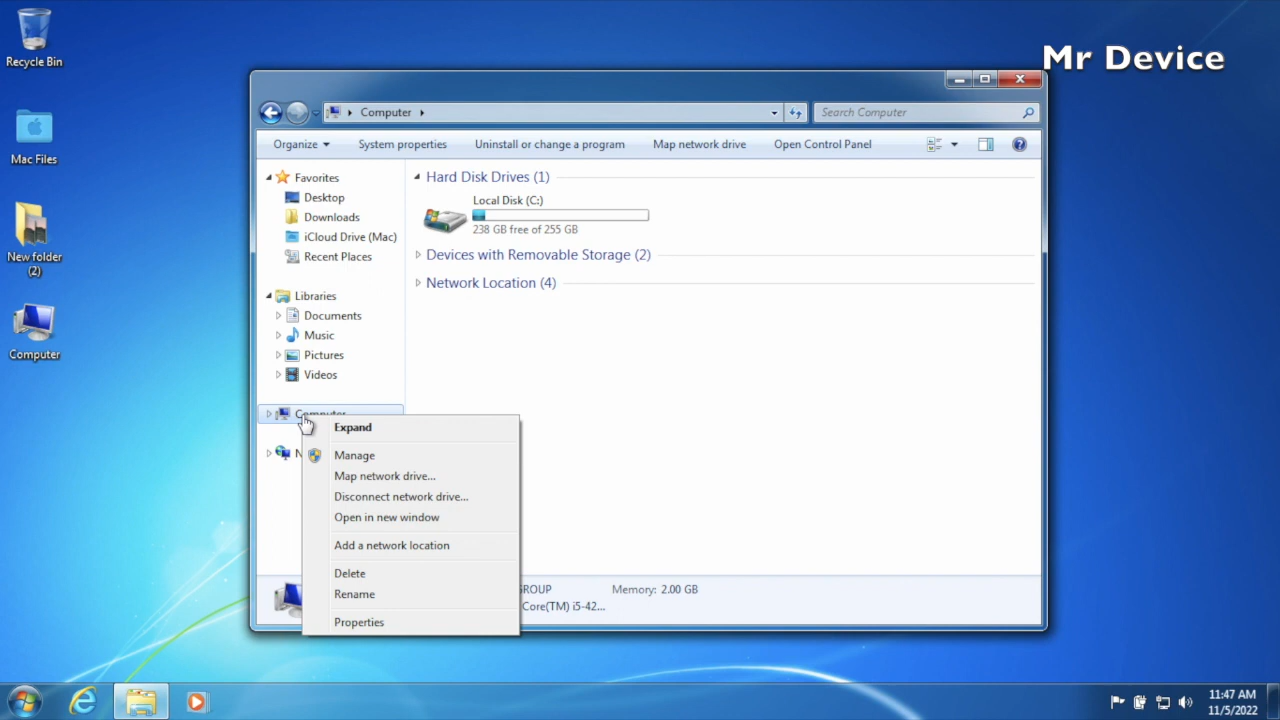 Recycle Bin
Mac Files
New folder
(2)
Computer
Mr Device
Computer
Search Computer
Organize
System properties
Uninstall or change a program
Map network drive
Open Control Panel
Favorites
Desktop
Downloads
iCloud Drive (Mac)
Recent Places
Libraries
Documents
Music
Pictures
Videos
Computer
N
Hard Disk Drives (1)
Local Disk (C:)
238 GB free of 255 GB
Devices with Removable Storage (2)
Network Location (4)
Expand
Manage
Map network drive...
Disconnect network drive...
Open in new window
Add a network location
Delete
Rename
Properties
GROUP Memory: 2.00 GB
Core(TM) i5-42...
11:47 AM
11/5/2022